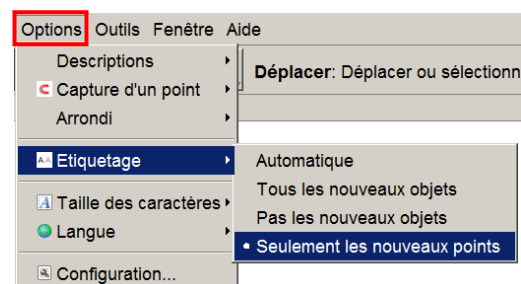 Options Outils Fenêtre Aide
Descriptions
Capture d'un point
Arrondi
Etiquetage
Taille des caractères
Langue
Configuration...
Déplacer: Déplacer ou sélectionn
Automatique
Tous les nouveaux objets
Pas les nouveaux objets
Seulement les nouveaux points